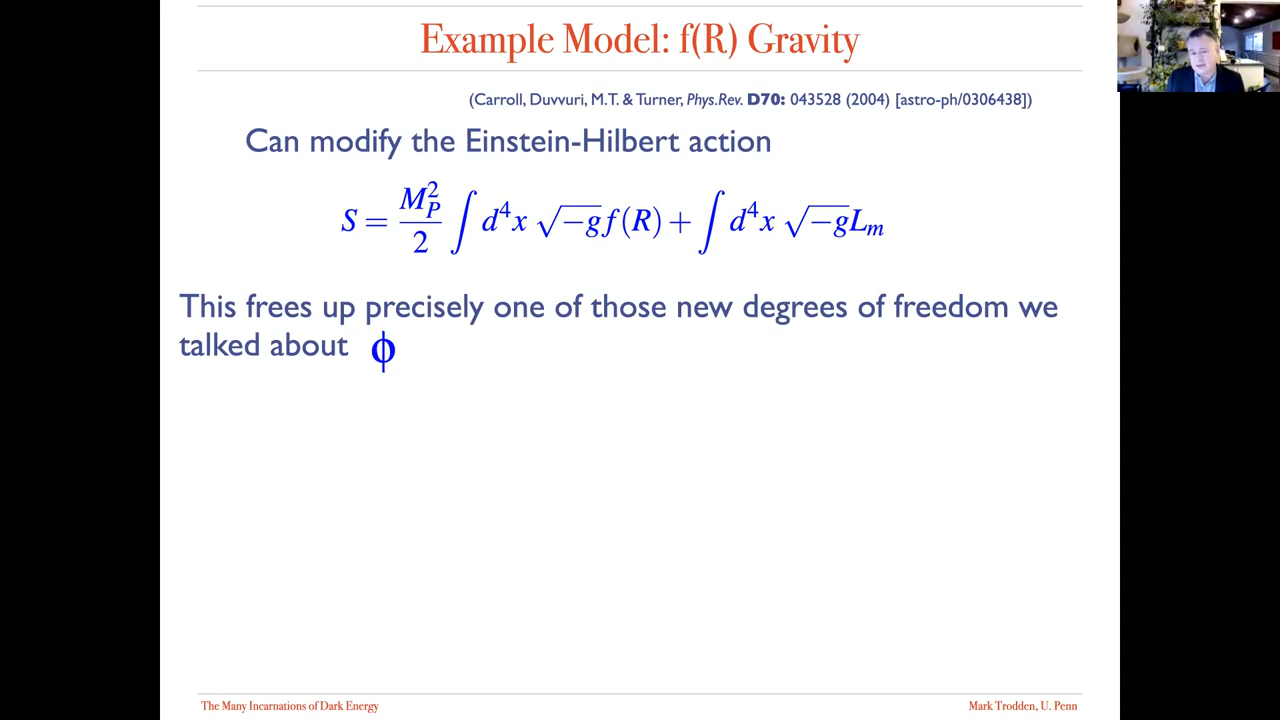 Example Model: f(R) Gravity
(Carroll, Duvvuri, M.T. & Turner, Phys.Rev. D70: 043528 (2004) [astro-ph/0306438])
Can modify the Einstein-Hilbert action
S = M_P^2/2 ∫ d^4x √−g f(R) + ∫ d^4x √−g L_m
This frees up precisely one of those new degrees of freedom we
talked about ϕ
The Many Incarnations of Dark Energy
Mark Trodden, U. Penn